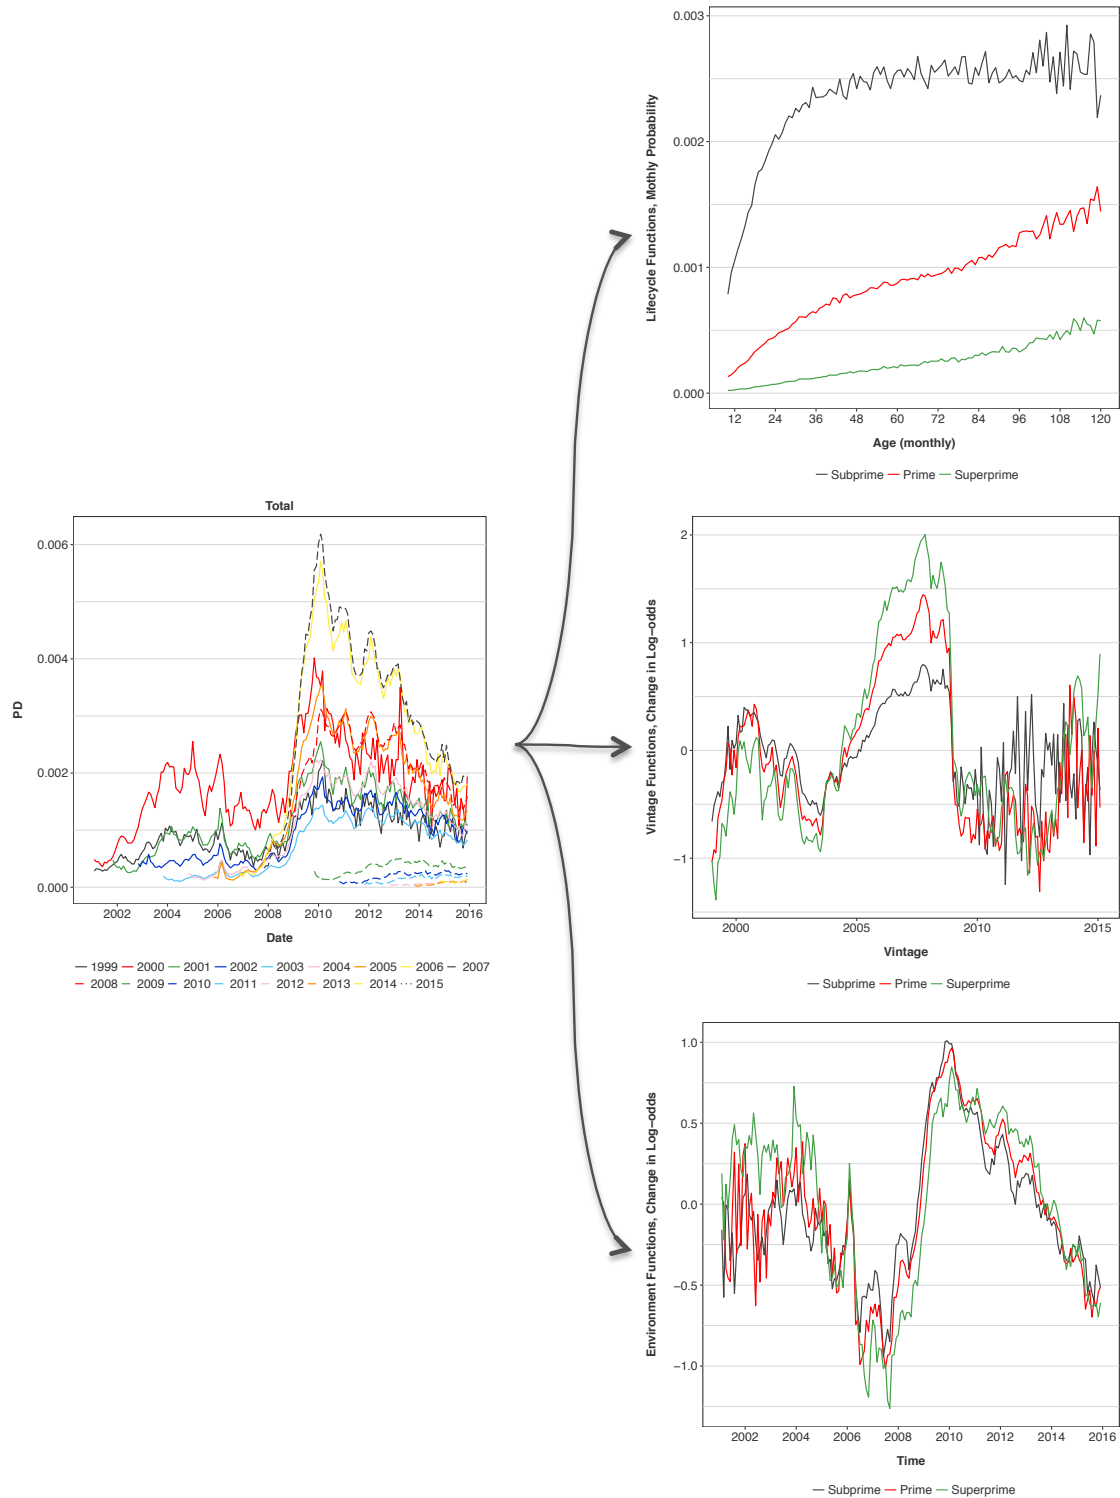 Total
PD
0.006
0.004
0.002
0.000
2002 2004 2006 2008 2010 2012 2014 2016
Date
1999 2000 2001 2002 2003 2004 2005 2006 2007
2008 2009 2010 2011 2012 2013 2014 2015
Lifecycle Functions, Mothly Probability
0.003
0.002
0.001
0.000
12 24 36 48 60 72 84 96 108 120
Age (monthly)
Subprime Prime Superprime
Vintage Functions, Change in Log−odds
2
1
0
−1
2000 2005 2010 2015
Vintage
Subprime Prime Superprime
Environment Functions, Change in Log−odds
1.0
0.5
0.0
−0.5
−1.0
2002 2004 2006 2008 2010 2012 2014 2016
Time
Subprime Prime Superprime